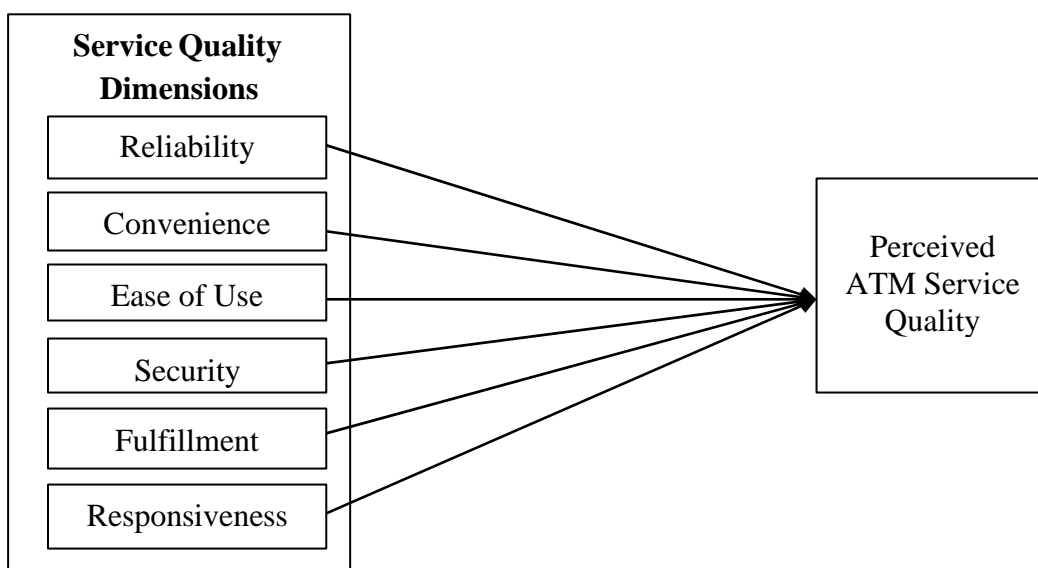 Service Quality
Dimensions
Reliability
Convenience
Ease of Use
Security
Fulfillment
Responsiveness
Perceived
ATM Service
Quality